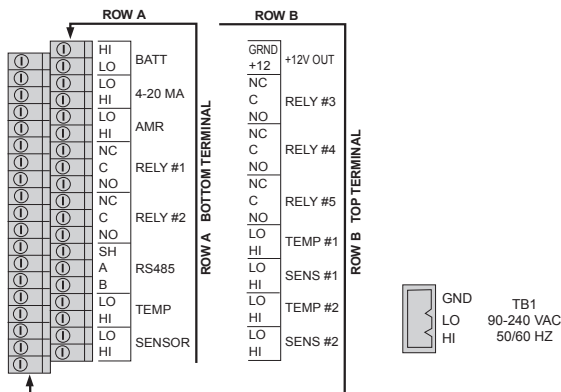 ROW A
HI
LO
BATT
LO
HI
4-20 MA
LO
HI
AMR
NC
C
NO
RELY #1
NC
C
NO
RELY #2
SH
A
B
RS485
LO
HI
TEMP
LO
HI
SENSOR
ROW A BOTTOM TERMINAL
ROW B
GRND
+12
+12V OUT
NC
C
NO
RELY #3
NC
C
NO
RELY #4
NC
C
NO
RELY #5
LO
HI
TEMP #1
LO
HI
SENS #1
LO
HI
TEMP #2
LO
HI
SENS #2
ROW B TOP TERMINAL
GND
LO
HI
TB1
90-240 VAC
50/60 HZ